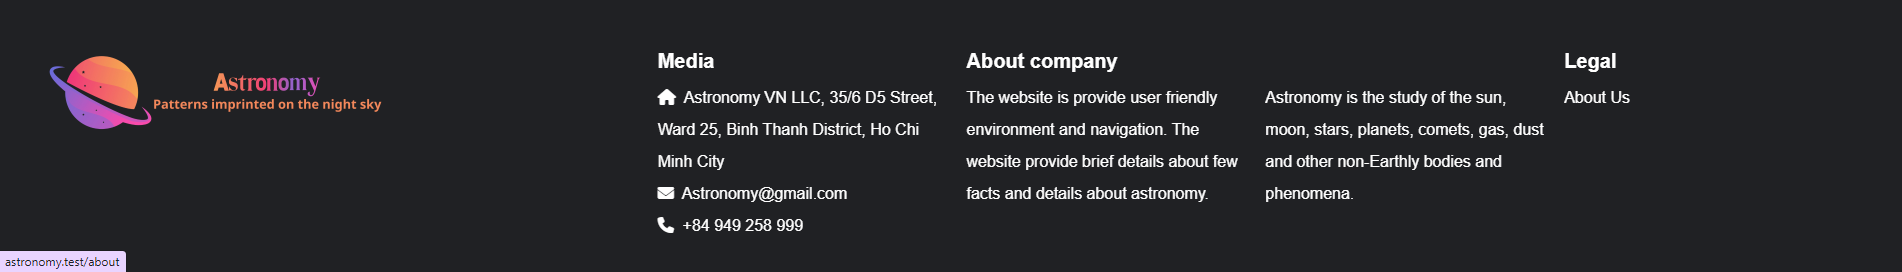 Astronomy
Patterns imprinted on the night sky
Media
Astronomy VN LLC, 35/6 D5 Street,
Ward 25, Binh Thanh District, Ho Chi
Minh City
Astronomy@gmail.com
+84 949 258 999
About company
The website is provide user friendly
environment and navigation. The
website provide brief details about few
facts and details about astronomy.
Astronomy is the study of the sun,
moon, stars, planets, comets, gas, dust
and other non-Earthly bodies and
phenomena.
Legal
About Us
astronomy.test/about